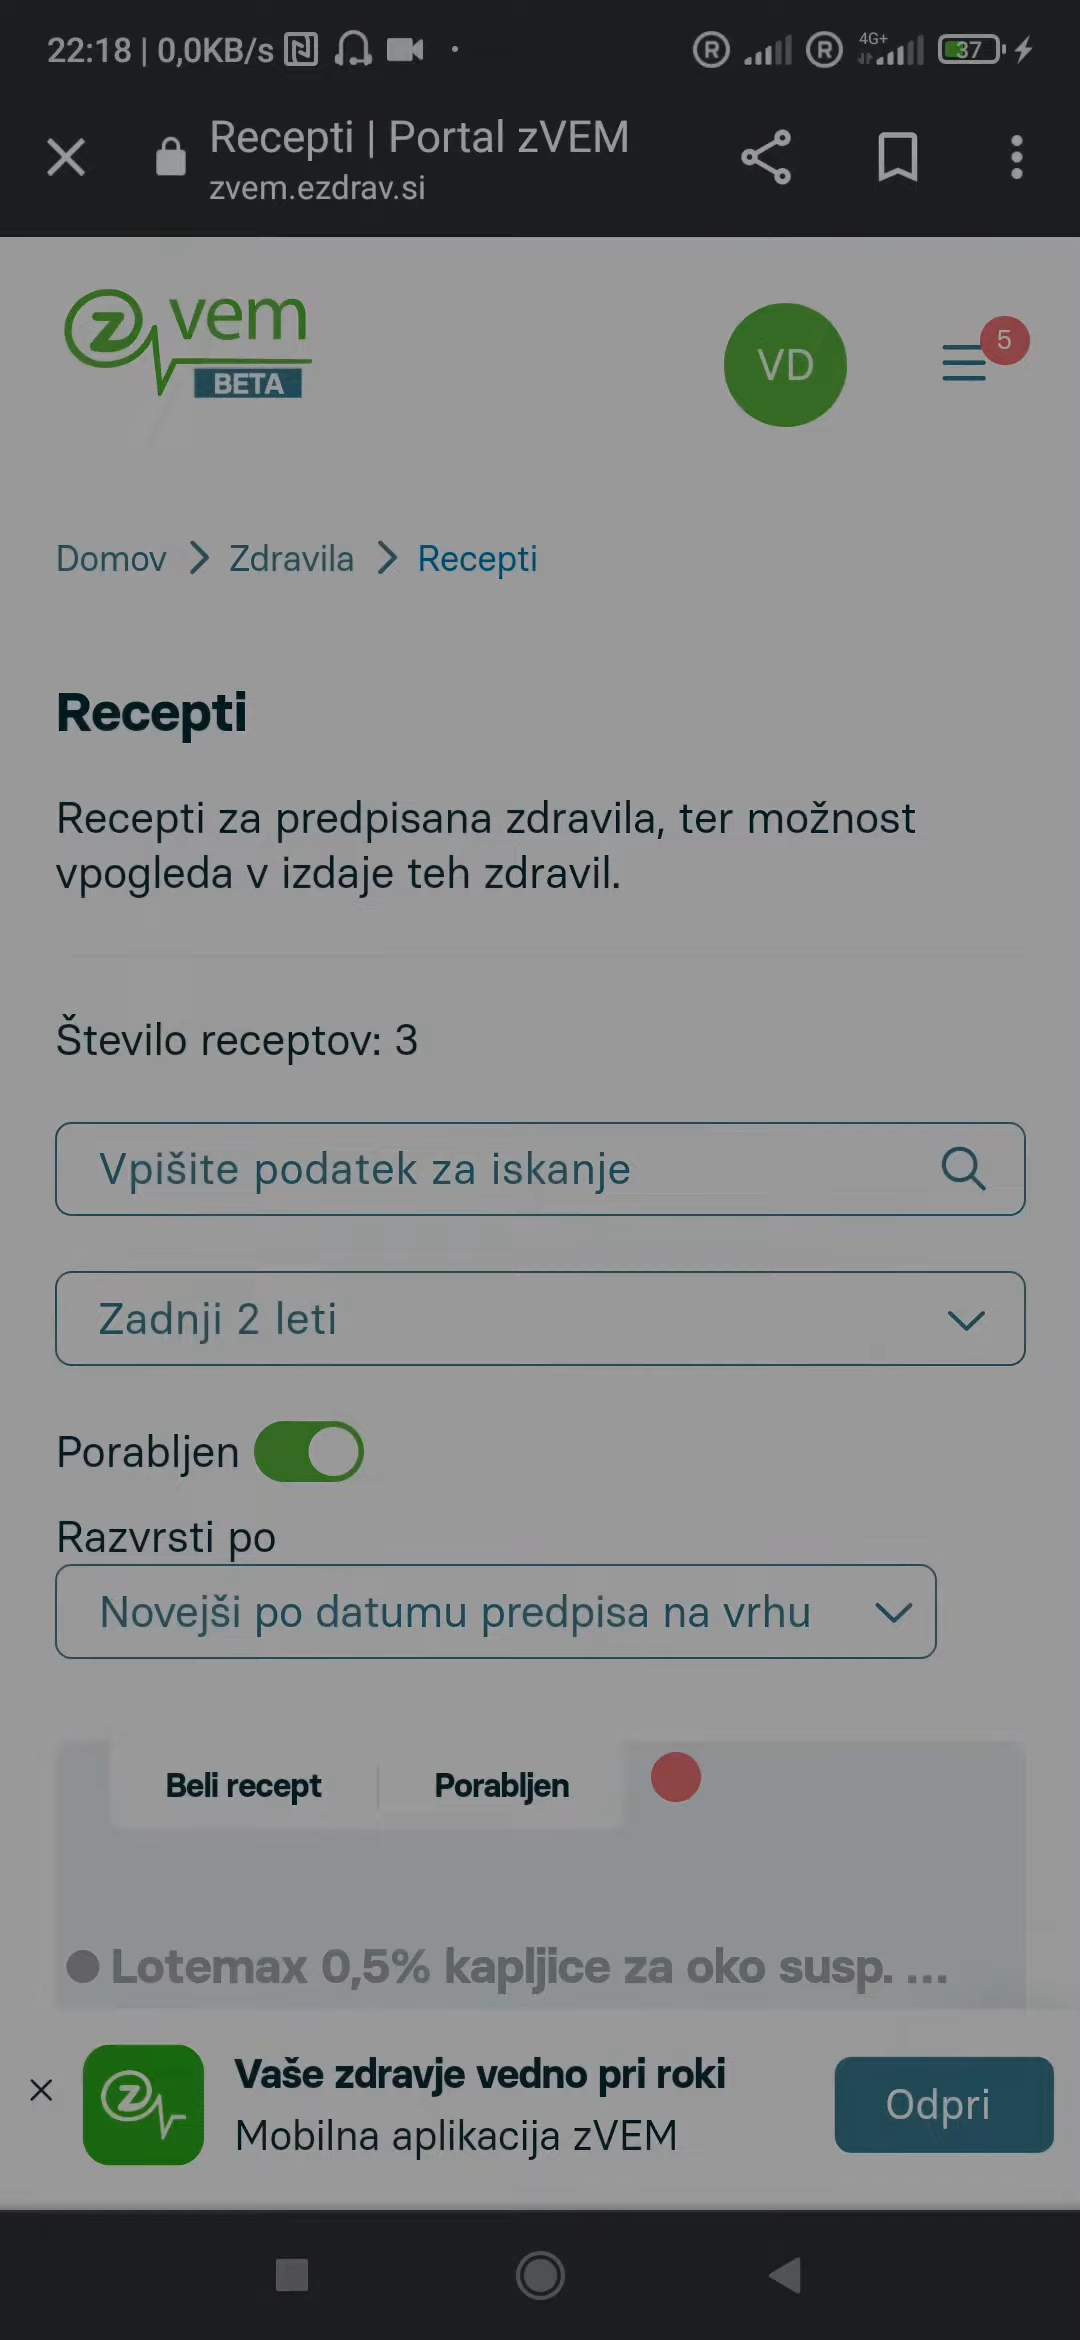 22:18 | 0,0KB/s
4G+
37
Recepti | Portal zVEM
zvem.ezdrav.si
z vem
BETA
VD
5
Domov > Zdravila > Recepti
Recepti
Recepti za predpisana zdravila, ter možnost
vpogleda v izdaje teh zdravil.
Število receptov: 3
Vpišite podatek za iskanje
Zadnji 2 leti
Porabljen
Razvrsti po
Novejši po datumu predpisa na vrhu
Beli recept
Porabljen
Lotemax 0,5% kapljice za oko susp. ...
Vaše zdravje vedno pri roki
Mobilna aplikacija zVEM
Odpri